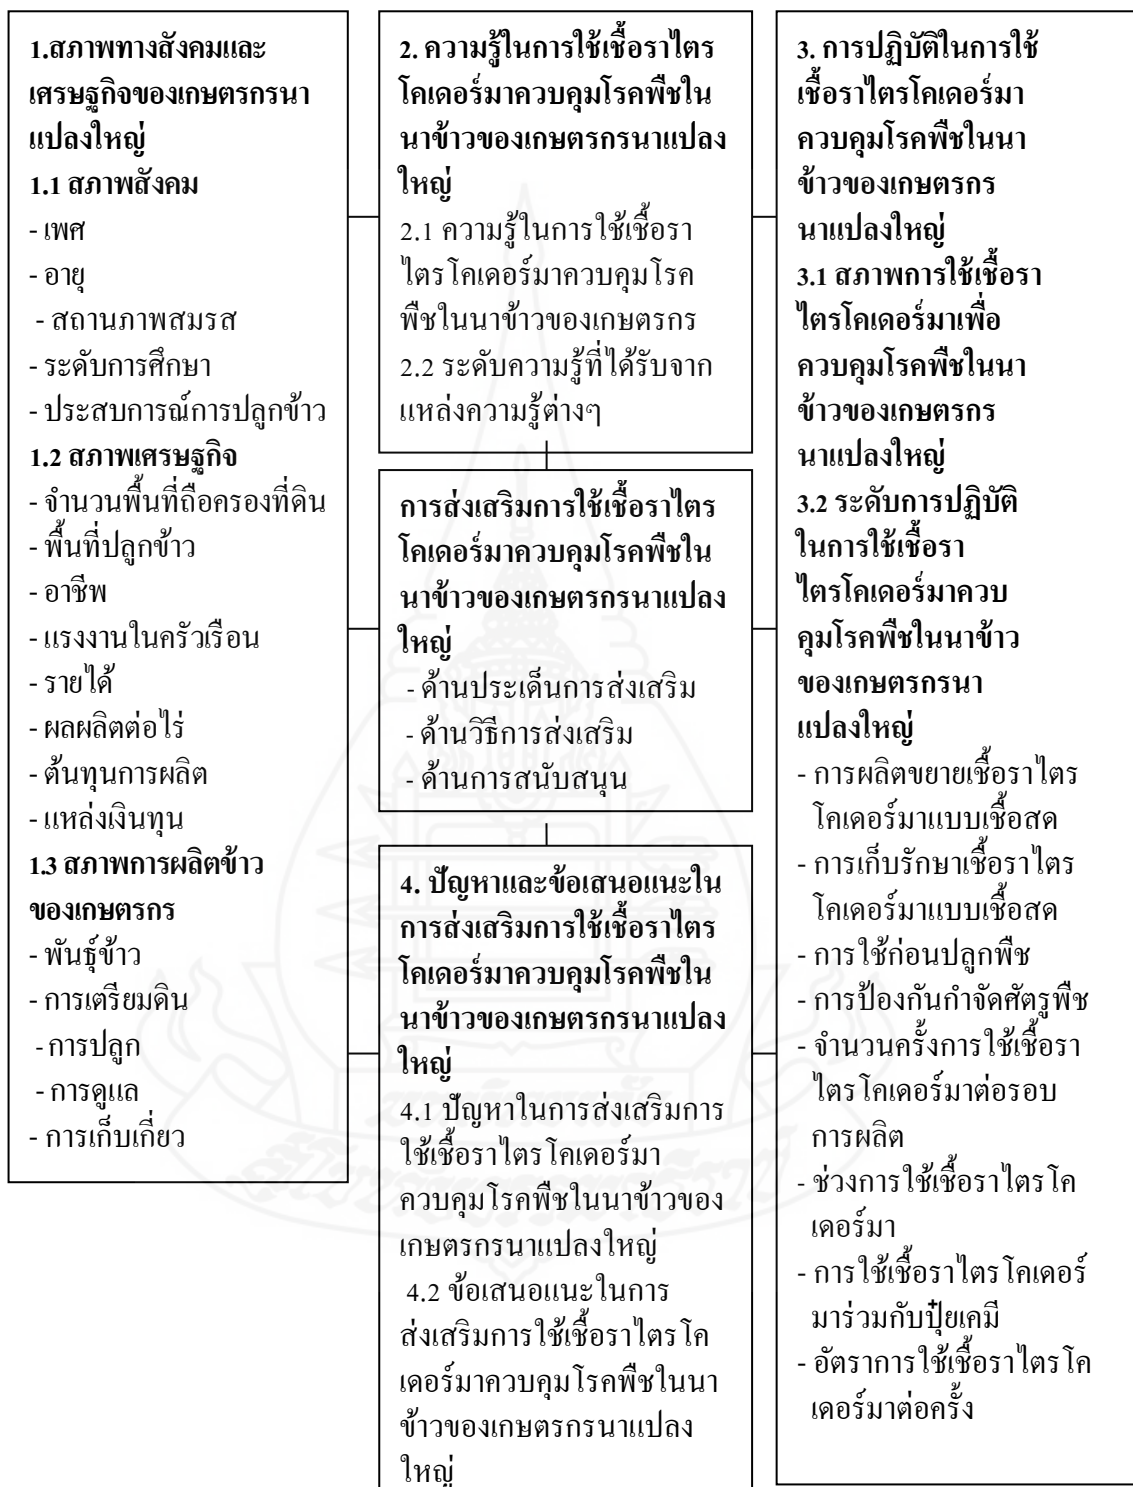 1.สภาพทางสังคมและ
เศรษฐกิจของเกษตรกรนา
แปลงใหญ่
1.1 สภาพสังคม
- เพศ
- อายุ
- สถานภาพสมรส
- ระดับการศึกษา
- ประสบการณ์การปลูกข้าว
1.2 สภาพเศรษฐกิจ
- จำนวนพื้นที่ถือครองที่ดิน
- พื้นที่ปลูกข้าว
- อาชีพ
- แรงงานในครัวเรือน
- รายได้
- ผลผลิตต่อไร่
- ต้นทุนการผลิต
- แหล่งเงินทุน
1.3 สภาพการผลิตข้าว
ของเกษตรกร
- พันธุ์ข้าว
- การเตรียมดิน
- การปลูก
- การดูแล
- การเก็บเกี่ยว
2. ความรู้ในการใช้เชื้อราไตร
โคเดอร์มาควบคุมโรคพืชใน
นาข้าวของเกษตรกรนาแปลง
ใหญ่
2.1 ความรู้ในการใช้เชื้อรา
ไตรโคเดอร์มาควบคุมโรค
พืชในนาข้าวของเกษตรกร
2.2 ระดับความรู้ที่ได้รับจาก
แหล่งความรู้ต่างๆ
การส่งเสริมการใช้เชื้อราไตร
โคเดอร์มาควบคุมโรคพืชใน
นาข้าวของเกษตรกรนาแปลง
ใหญ่
- ด้านประเด็นการส่งเสริม
- ด้านวิธีการส่งเสริม
- ด้านการสนับสนุน
4. ปัญหาและข้อเสนอแนะใน
การส่งเสริมการใช้เชื้อราไตร
โคเดอร์มาควบคุมโรคพืชใน
นาข้าวของเกษตรกรนาแปลง
ใหญ่
4.1 ปัญหาในการส่งเสริมการ
ใช้เชื้อราไตรโคเดอร์มา
ควบคุมโรคพืชในนาข้าวของ
เกษตรกรนาแปลงใหญ่
4.2 ข้อเสนอแนะในการ
ส่งเสริมการใช้เชื้อราไตรโค
เดอร์มาควบคุมโรคพืชในนา
ข้าวของเกษตรกรนาแปลง
ใหญ่
3. การปฏิบัติในการใช้
เชื้อราไตรโคเดอร์มา
ควบคุมโรคพืชในนา
ข้าวของเกษตรกร
นาแปลงใหญ่
3.1 สภาพการใช้เชื้อรา
ไตรโคเดอร์มาเพื่อ
ควบคุมโรคพืชในนา
ข้าวของเกษตรกร
นาแปลงใหญ่
3.2 ระดับการปฏิบัติ
ในการใช้เชื้อรา
ไตรโคเดอร์มาควบ
คุมโรคพืชในนาข้าว
ของเกษตรกรนา
แปลงใหญ่
- การผลิตขยายเชื้อราไตร
โคเดอร์มาแบบเชื้อสด
- การเก็บรักษาเชื้อราไตร
โคเดอร์มาแบบเชื้อสด
- การใช้ก่อนปลูกพืช
- การป้องกันกำจัดศัตรูพืช
- จำนวนครั้งการใช้เชื้อรา
ไตรโคเดอร์มาต่อรอบ
การผลิต
- ช่วงการใช้เชื้อราไตรโค
เดอร์มา
- การใช้เชื้อราไตรโคเดอร์
มาร่วมกับปุ๋ยเคมี
- อัตราการใช้เชื้อราไตรโค
เดอร์มาต่อครั้ง